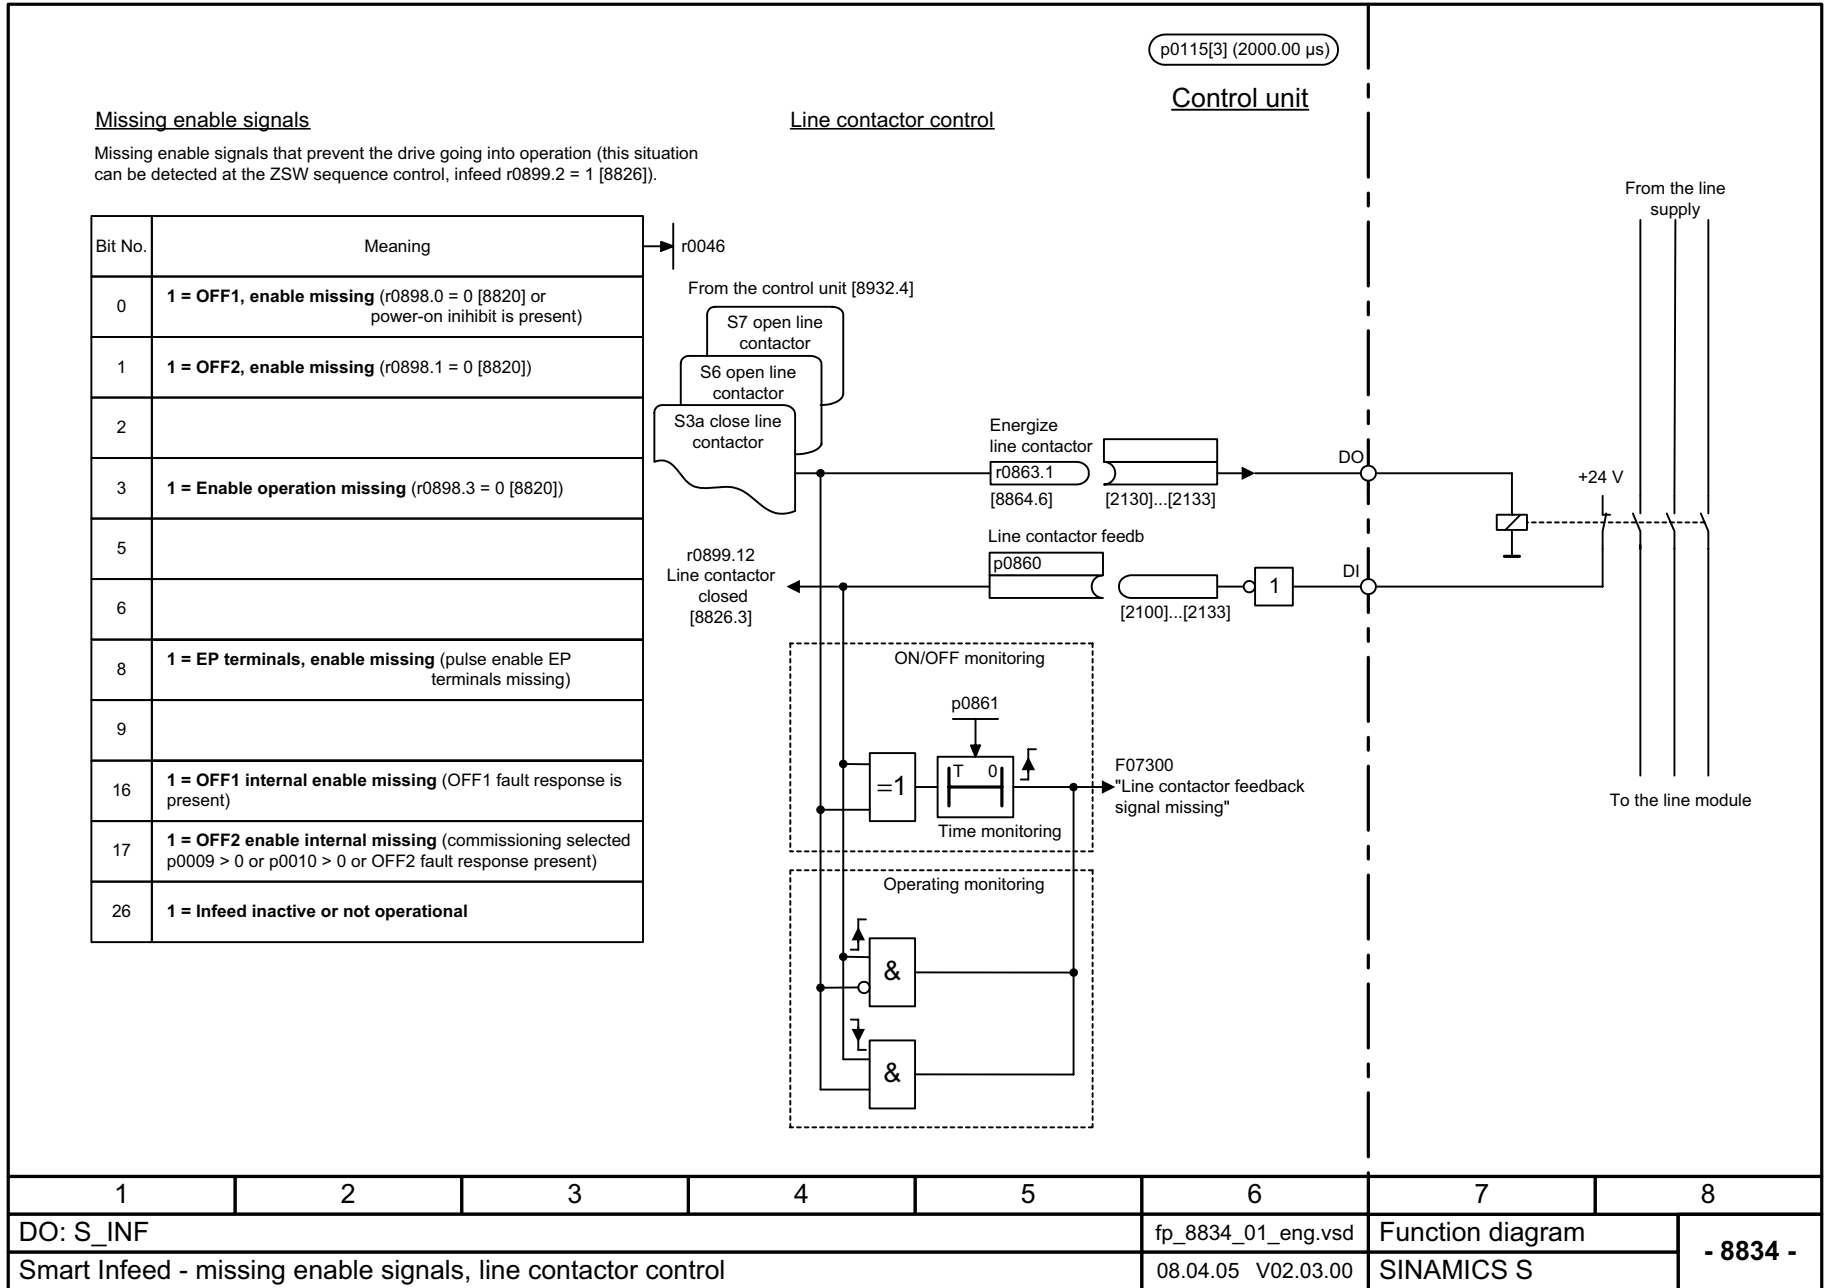 p0115[3] (2000.00 µs)
Control unit
Missing enable signals
Line contactor control
Missing enable signals that prevent the drive going into operation (this situation
can be detected at the ZSW sequence control, infeed r0899.2 = 1 [8826]).
From the line
supply
Bit No.
Meaning
r0046
0
1 = OFF1, enable missing (r0898.0 = 0 [8820] or
power-on inihibit is present)
1
1 = OFF2, enable missing (r0898.1 = 0 [8820])
2
3
1 = Enable operation missing (r0898.3 = 0 [8820])
5
6
8
1 = EP terminals, enable missing (pulse enable EP
terminals missing)
9
16
1 = OFF1 internal enable missing (OFF1 fault response is
present)
17
1 = OFF2 enable internal missing (commissioning selected
p0009 > 0 or p0010 > 0 or OFF2 fault response present)
26
1 = Infeed inactive or not operational
From the control unit [8932.4]
S7 open line
contactor
S6 open line
contactor
S3a close line
contactor
Energize
line contactor
r0863.1
[8864.6]
[2130]...[2133]
DO
+24 V
r0899.12
Line contactor
closed
[8826.3]
Line contactor feedb
p0860
[2100]...[2133]
1
DI
ON/OFF monitoring
p0861
=1
T 0
Time monitoring
F07300
"Line contactor feedback
signal missing"
To the line module
Operating monitoring
&
&
1 2 3 4 5 6 7 8
DO: S_INF
fp_8834_01_eng.vsd
Function diagram
- 8834 -
Smart Infeed - missing enable signals, line contactor control
08.04.05 V02.03.00
SINAMICS S